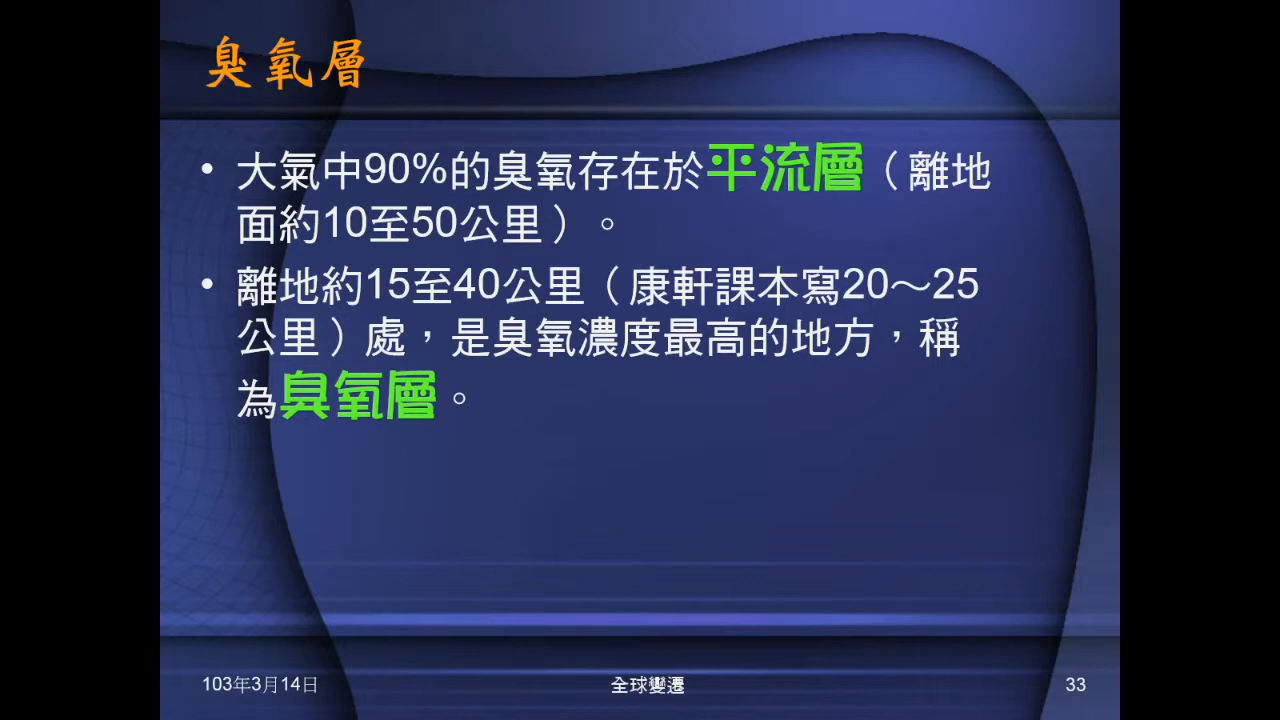 臭氧層
• 大氣中90%的臭氧存在於平流層（離地
面約10至50公里）。
• 離地約15至40公里（康軒課本寫20～25
公里）處，是臭氧濃度最高的地方，稱
為臭氧層。
103年3月14日
全球變遷
33